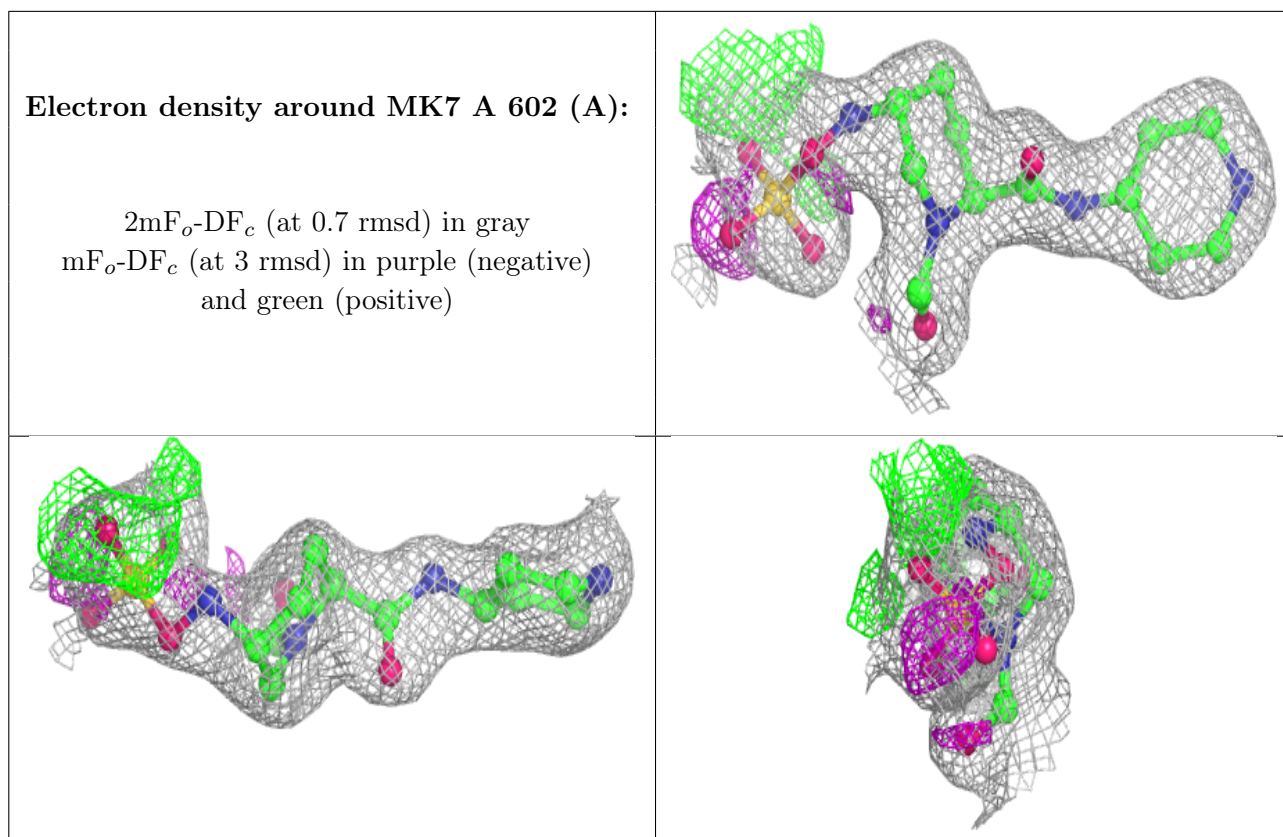 Electron density around MK7 A 602 (A):
2mFo-DFc (at 0.7 rmsd) in gray
mFo-DFc (at 3 rmsd) in purple (negative)
and green (positive)